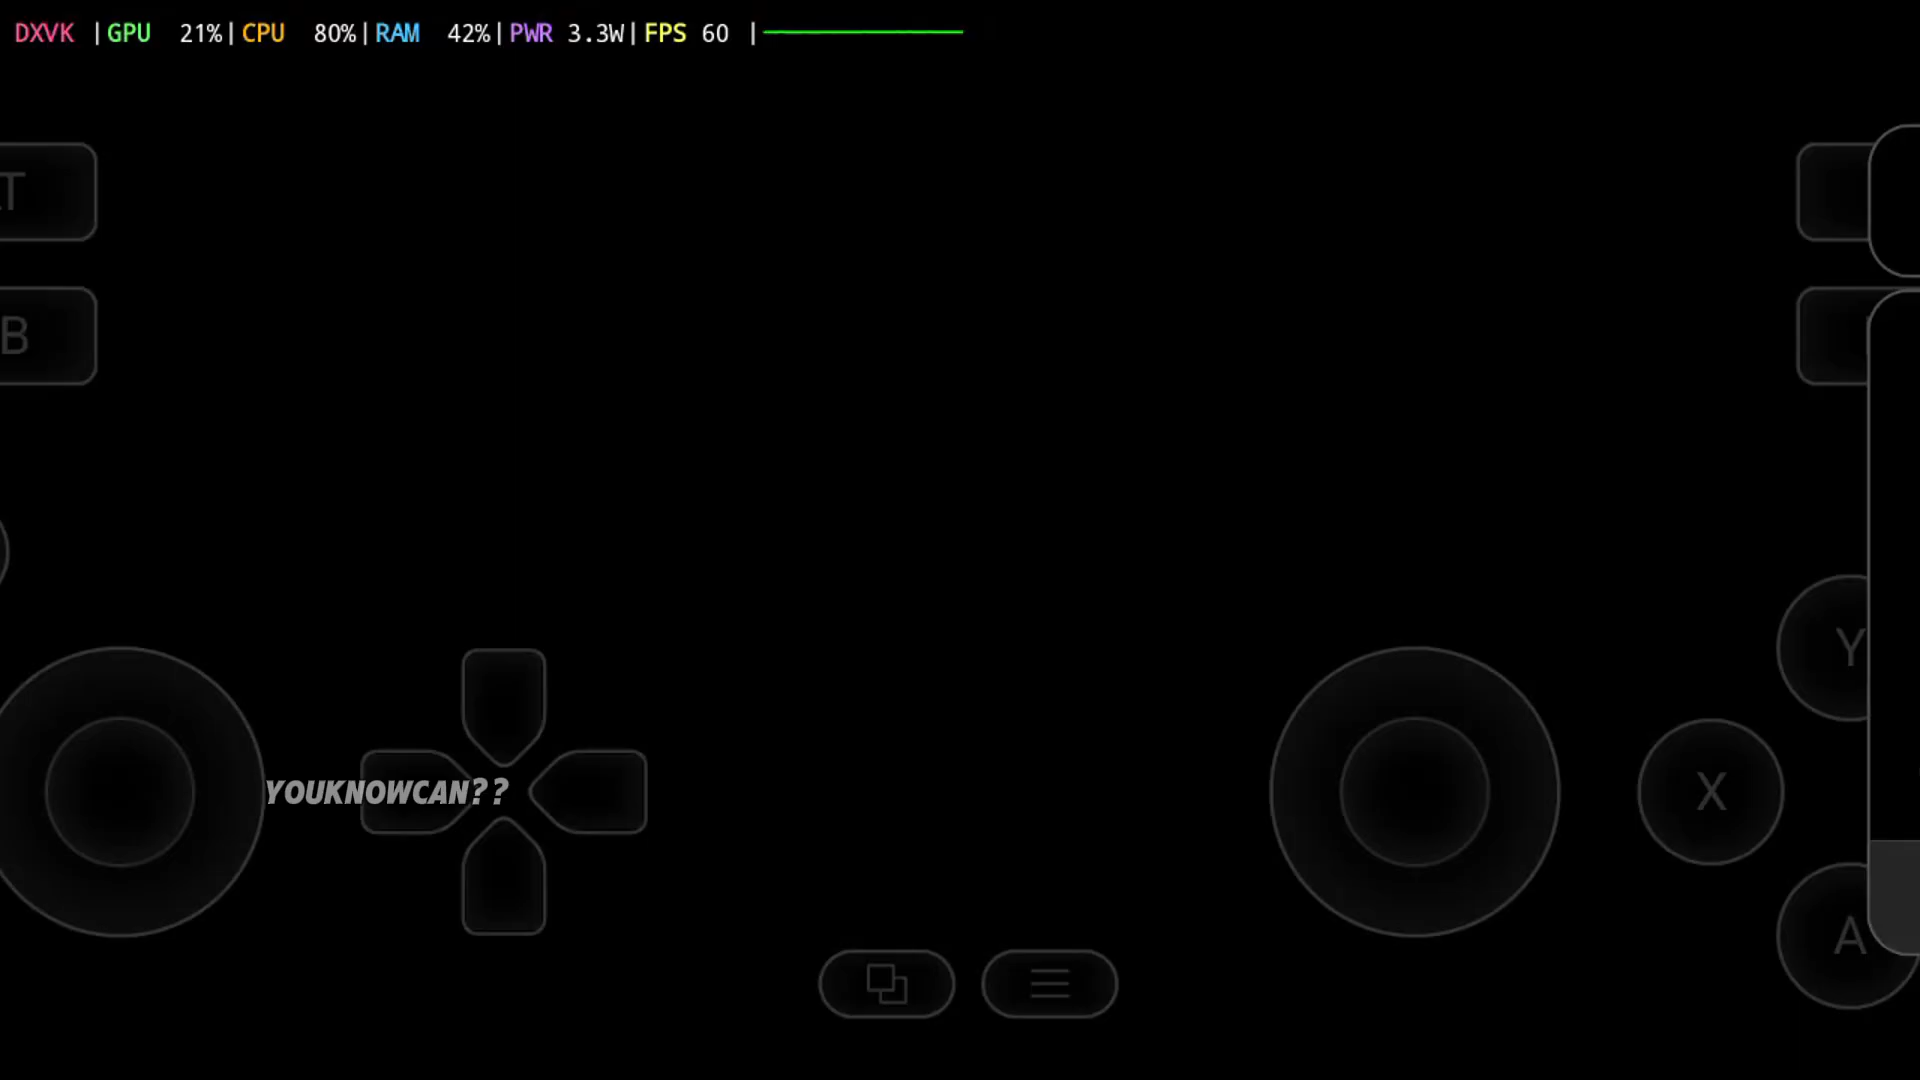 DXVK | GPU 21% | CPU 80% | RAM 42% | PWR 3.3W | FPS 60 |
T
B
Y
YOUKNOWCAN??
X
A